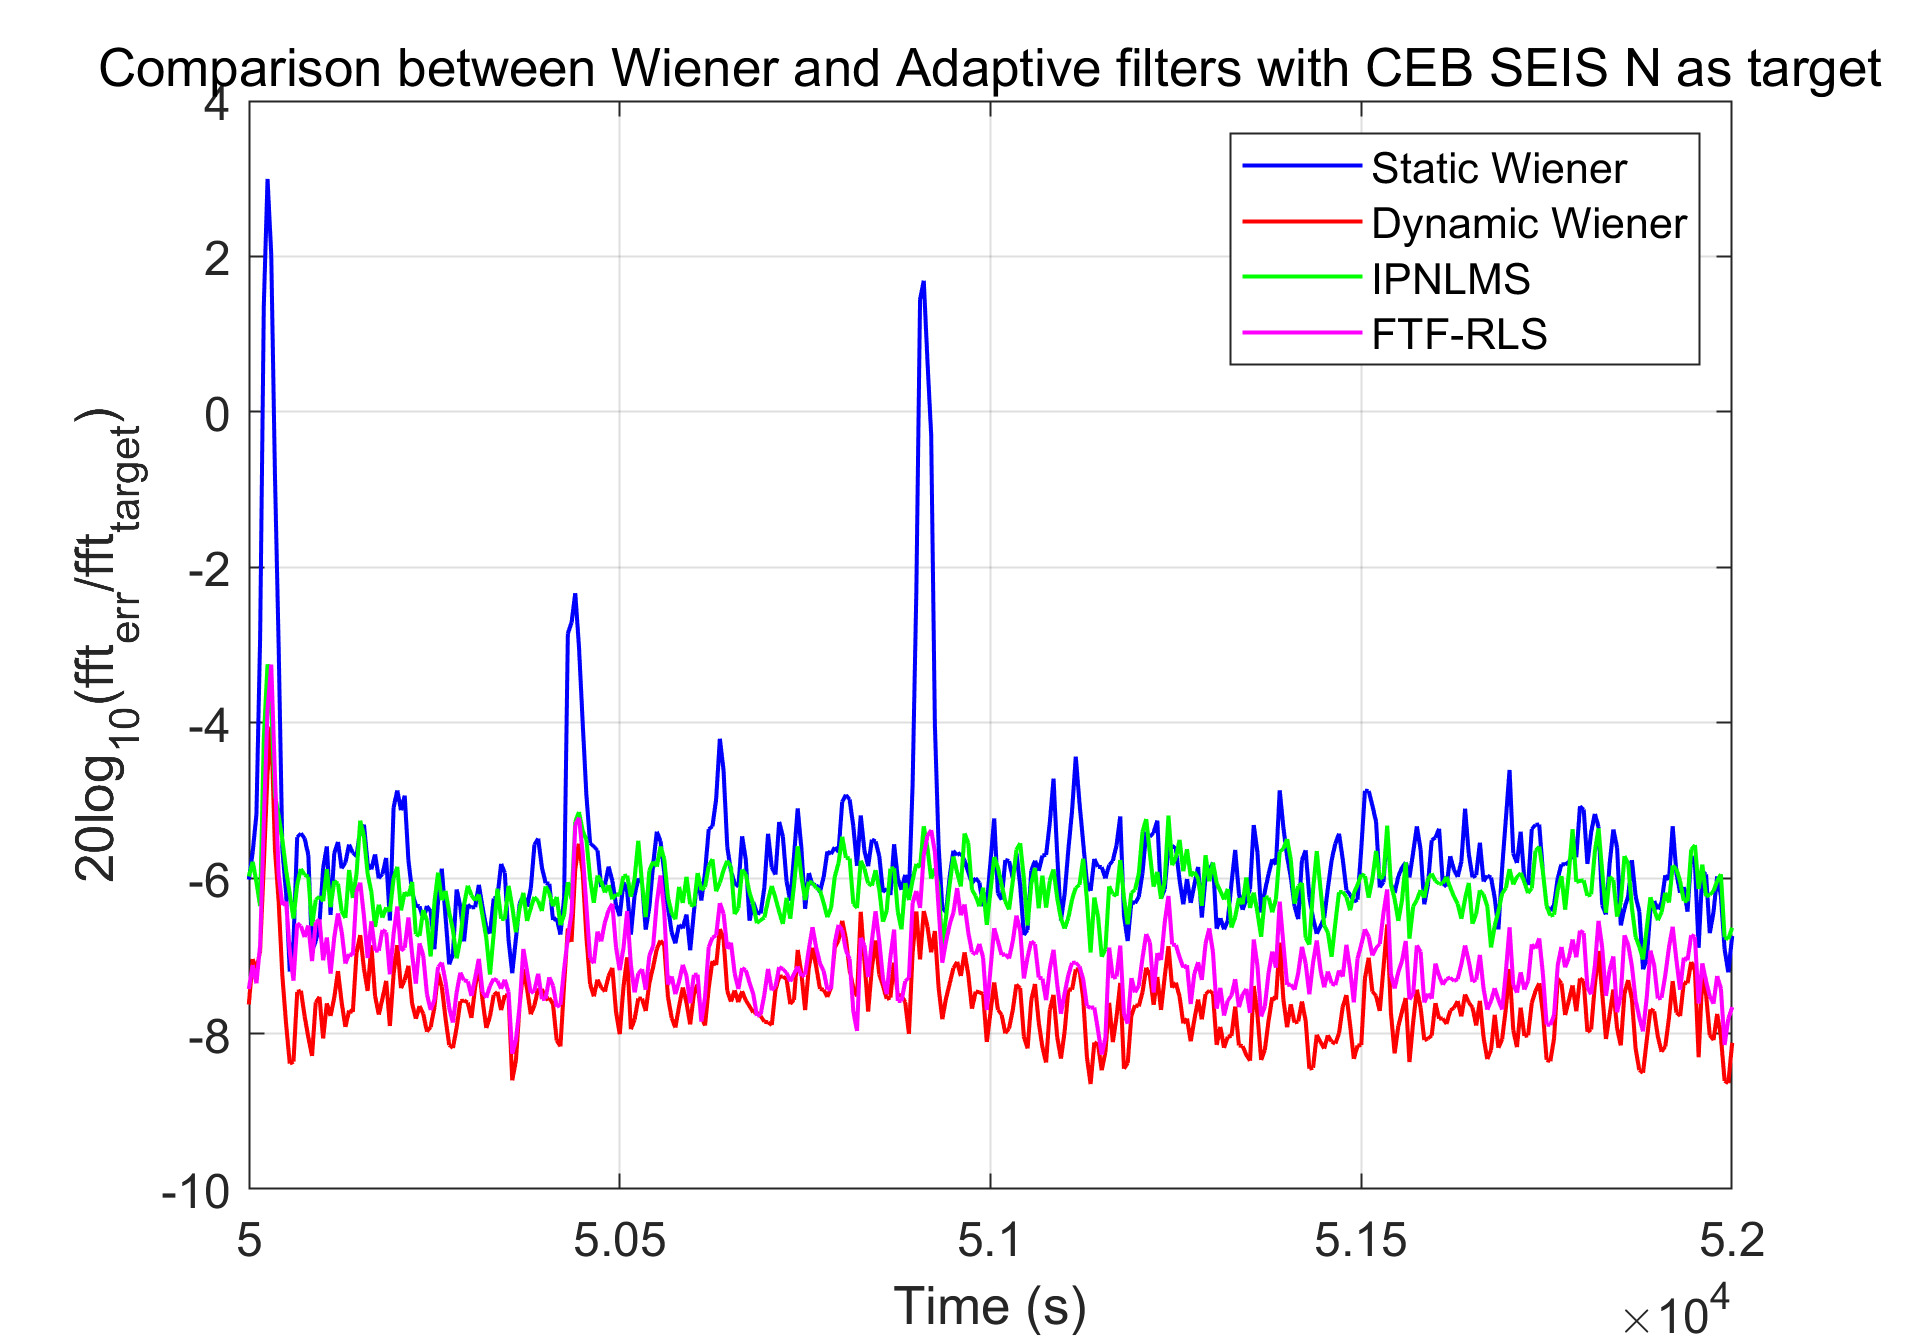 Comparison between Wiener and Adaptive filters with CEB SEIS N as target
4
2
0
-2
-4
-6
-8
-10
20log10(ffterr/ffttarget)
Static Wiener
Dynamic Wiener
IPNLMS
FTF-RLS
5 5.05 5.1 5.15 5.2
Time (s)
×10^4